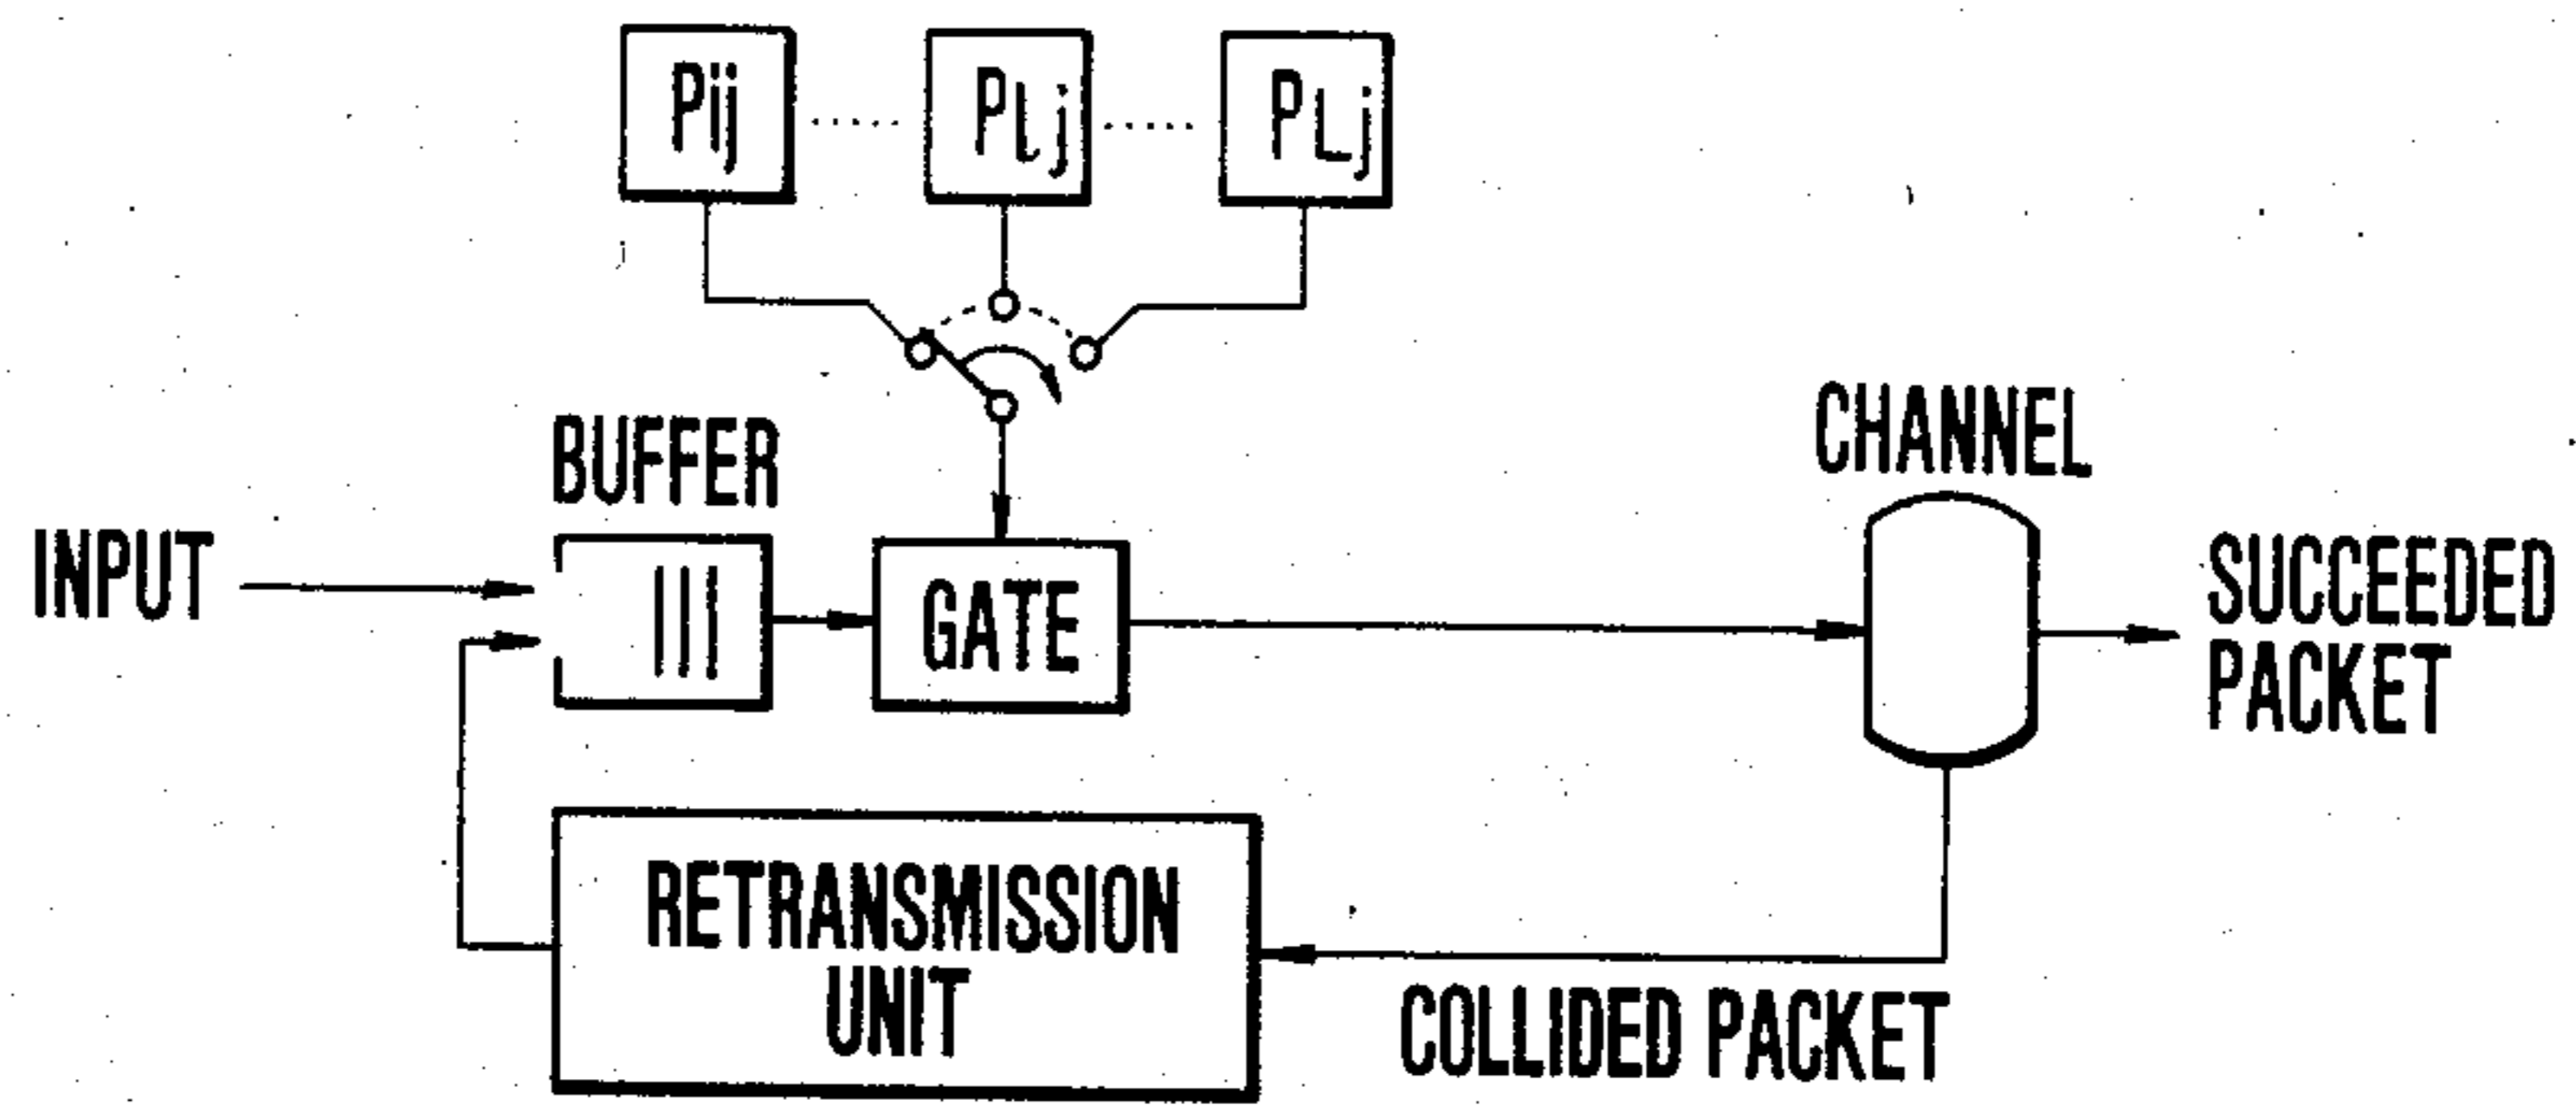 Pij ..... Plj ..... PLj
BUFFER
CHANNEL
INPUT
GATE
SUCCEEDED
PACKET
RETRANSMISSION
UNIT
COLLIDED PACKET